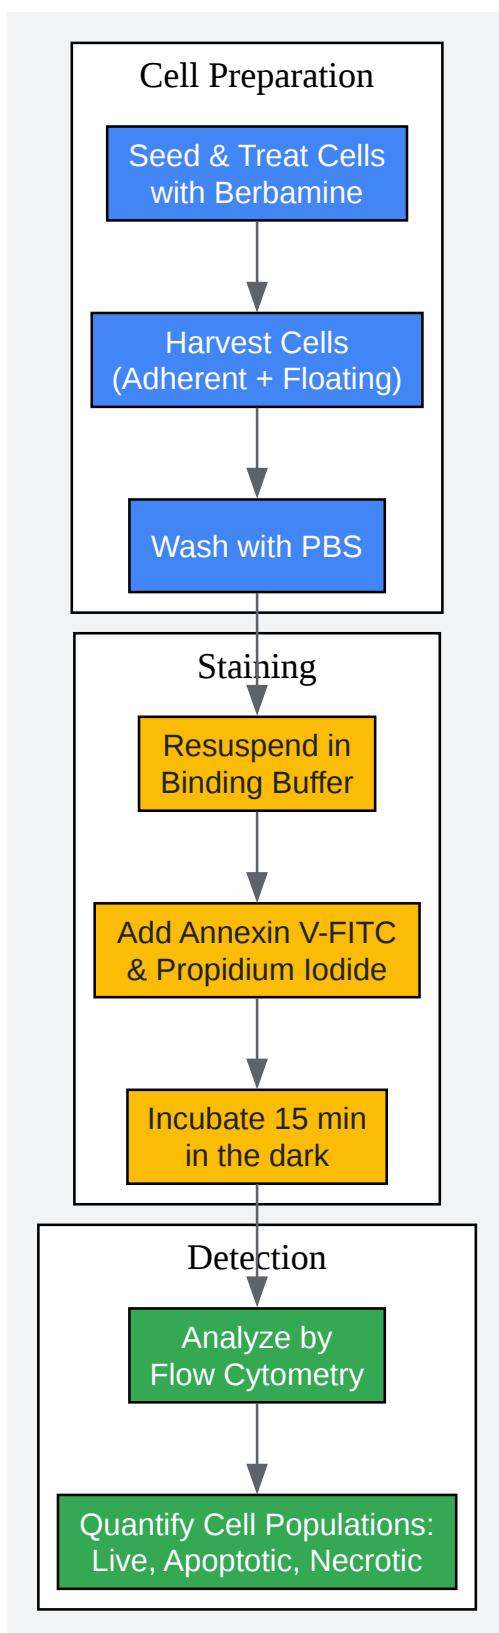 Cell Preparation
Seed & Treat Cells
with Berbamine
Harvest Cells
(Adherent + Floating)
Wash with PBS
Staining
Resuspend in
Binding Buffer
Add Annexin V-FITC
& Propidium Iodide
Incubate 15 min
in the dark
Detection
Analyze by
Flow Cytometry
Quantify Cell Populations:
Live, Apoptotic, Necrotic